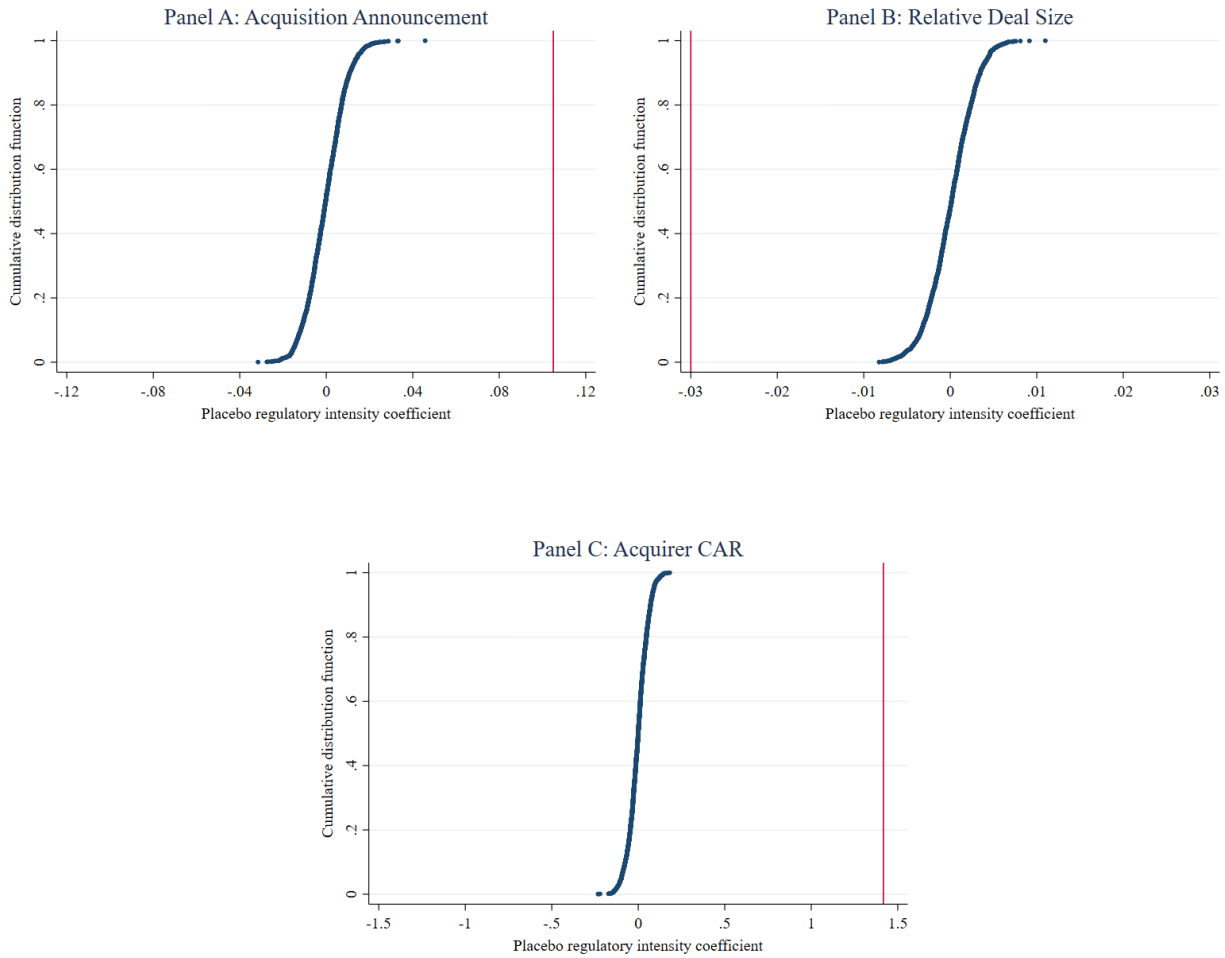 Panel A: Acquisition Announcement
Cumulative distribution function
1
.8
.6
.4
.2
0
-.12 -.08 -.04 0 .04 .08 .12
Placebo regulatory intensity coefficient
Panel B: Relative Deal Size
Cumulative distribution function
1
.8
.6
.4
.2
0
-.03 -.02 -.01 0 .01 .02 .03
Placebo regulatory intensity coefficient
Panel C: Acquirer CAR
Cumulative distribution function
1
.8
.6
.4
.2
0
-1.5 -1 -.5 0 .5 1 1.5
Placebo regulatory intensity coefficient